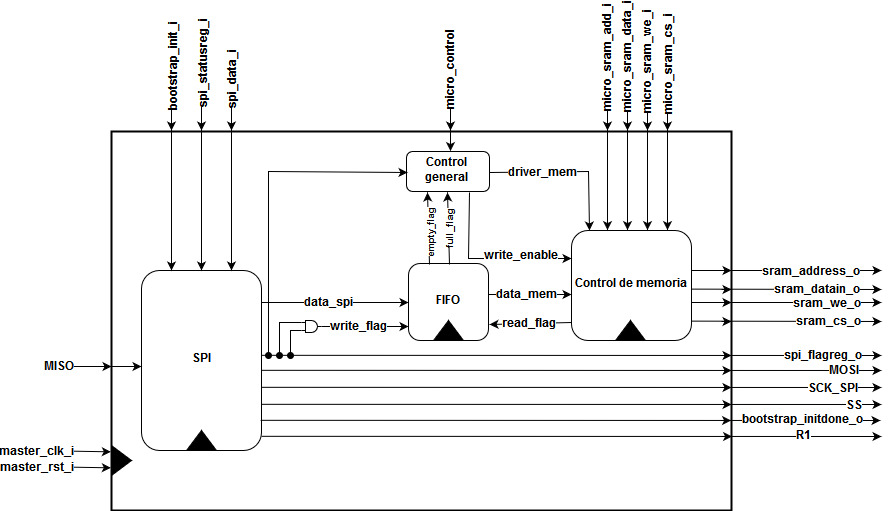 bootstrap_init_i
spi_statusreg_i
spi_data_i
micro_control
micro_sram_add_i
micro_sram_data_i
micro_sram_we_i
micro_sram_cs_i
Control
general
driver_mem
empty_flag
full_flag
write_enable
Control de memoria
sram_address_o
sram_datain_o
sram_we_o
sram_cs_o
data_spi
FIFO
data_mem
write_flag
read_flag
SPI
MISO
spi_flagreg_o
MOSI
SCK_SPI
SS
bootstrap_initdone_o
R1
master_clk_i
master_rst_i